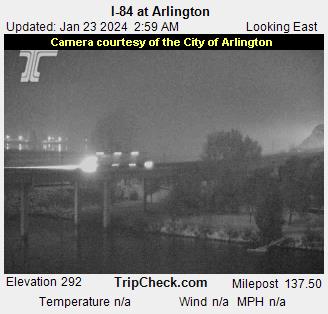 I-84 at Arlington
Updated: Jan 23 2024 2:59 AM Looking East
Camera courtesy of the City of Arlington
Elevation 292 TripCheck.com Milepost 137.50
Temperature n/a Wind n/a MPH n/a